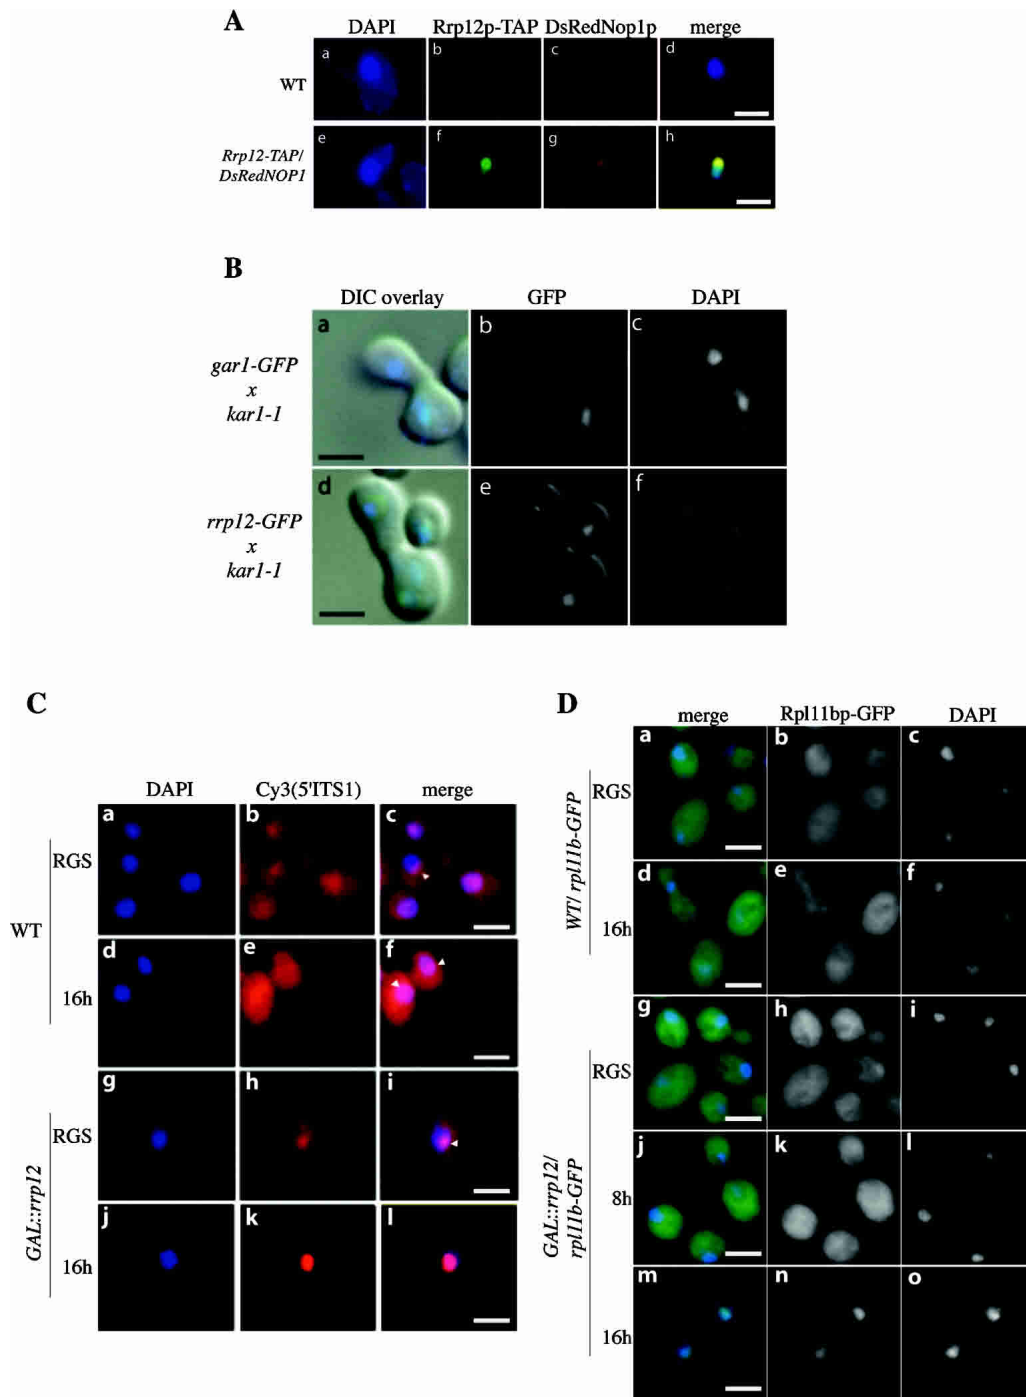 A
DAPI Rrp12p-TAP DsRedNop1p merge
a b c d
WT
e f g h
Rrp12-TAP/
DsRedNOP1
B
DIC overlay GFP DAPI
a b c
gar1-GFP
x
kar1-1
d e f
rrp12-GFP
x
kar1-1
C
DAPI Cy3(5'ITS1) merge
a b c
RGS
WT
d e f
16h
g h i
RGS
GAL::rrp12
j k l
16h
D
merge Rpl11bp-GFP DAPI
a b c
RGS
WT/ rpl11b-GFP
d e f
16h
g h i
RGS
GAL::rrp12/
rpl11b-GFP
j k l
8h
m n o
16h